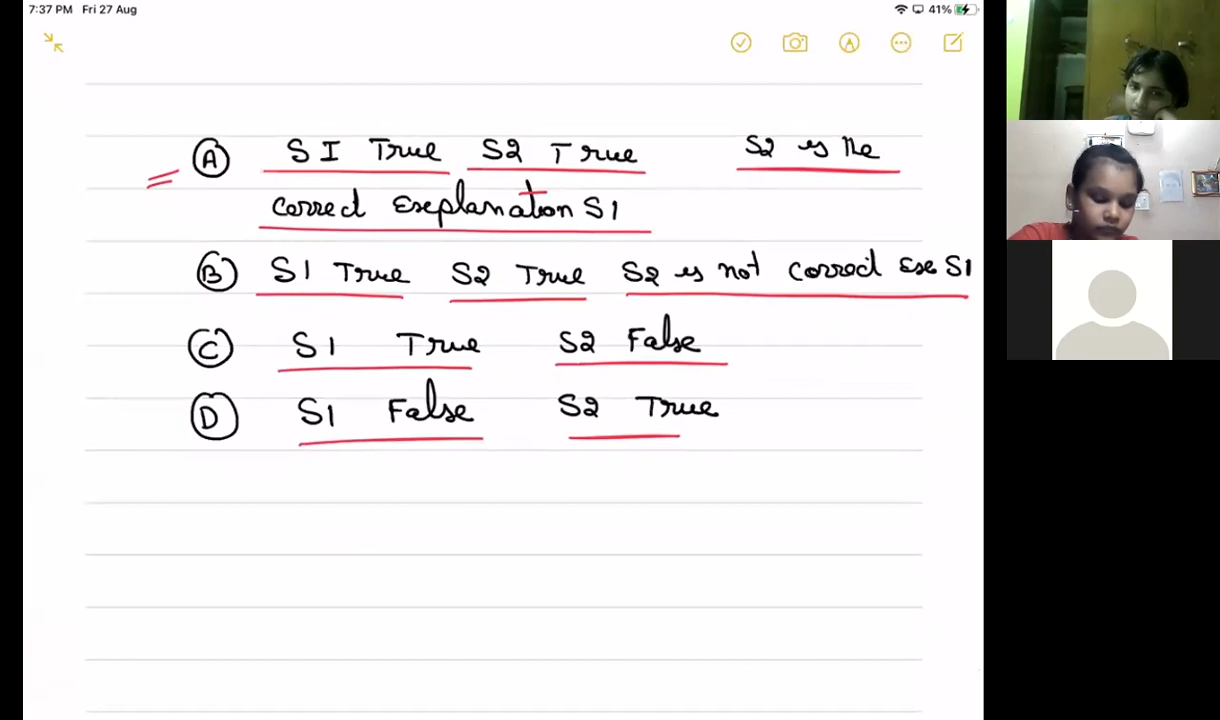 7:37 PM Fri 27 Aug
41%
A S I True S2 True S2 is the
correct Explanation S1
B S1 True S2 True S2 is not correct Exe S1
C S1 True S2 False
D S1 False S2 True